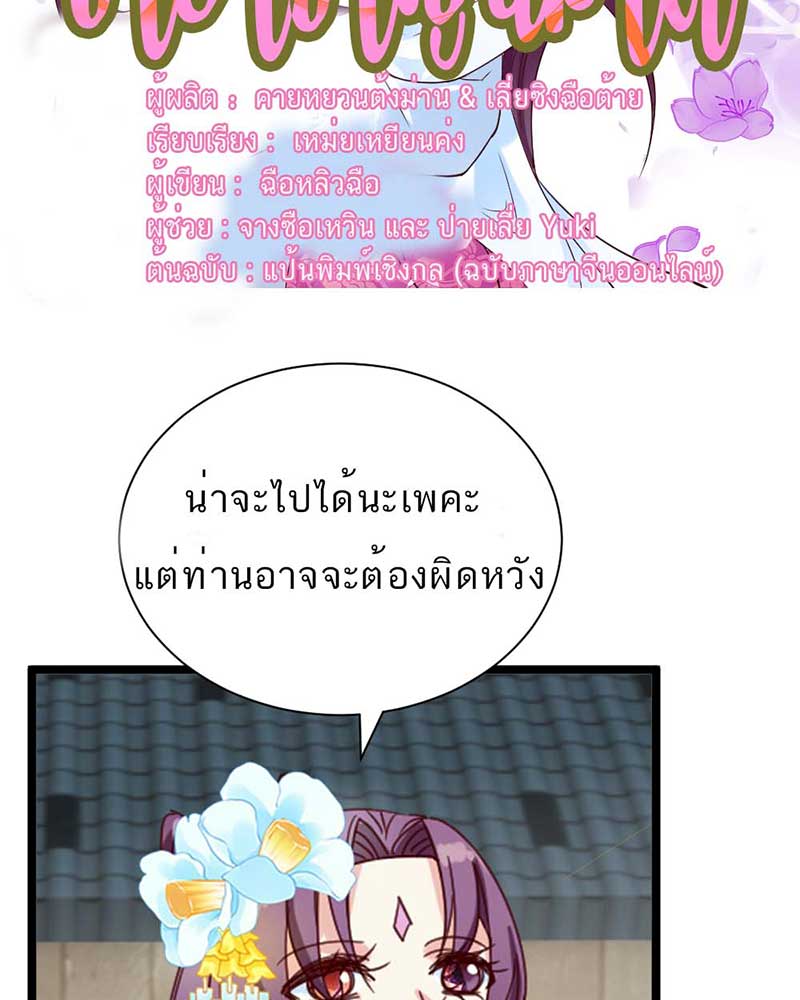 ผู้ผลิต : คายหยวนต้งม่าน & เลี่ยซิงฉือต้าย
เรียบเรียง : เหม่ยเหยียนค่ง
ผู้เขียน : ฉือหลิวฉือ
ผู้ช่วย : จางซือเหวิน และ ป่ายเลี่ย Yuki
ต้นฉบับ : แป้นพิมพ์เชิงกล (ฉบับภาษาจีนออนไลน์)
น่าจะไปได้นะเพคะ
แต่ท่านอาจจะต้องผิดหวัง